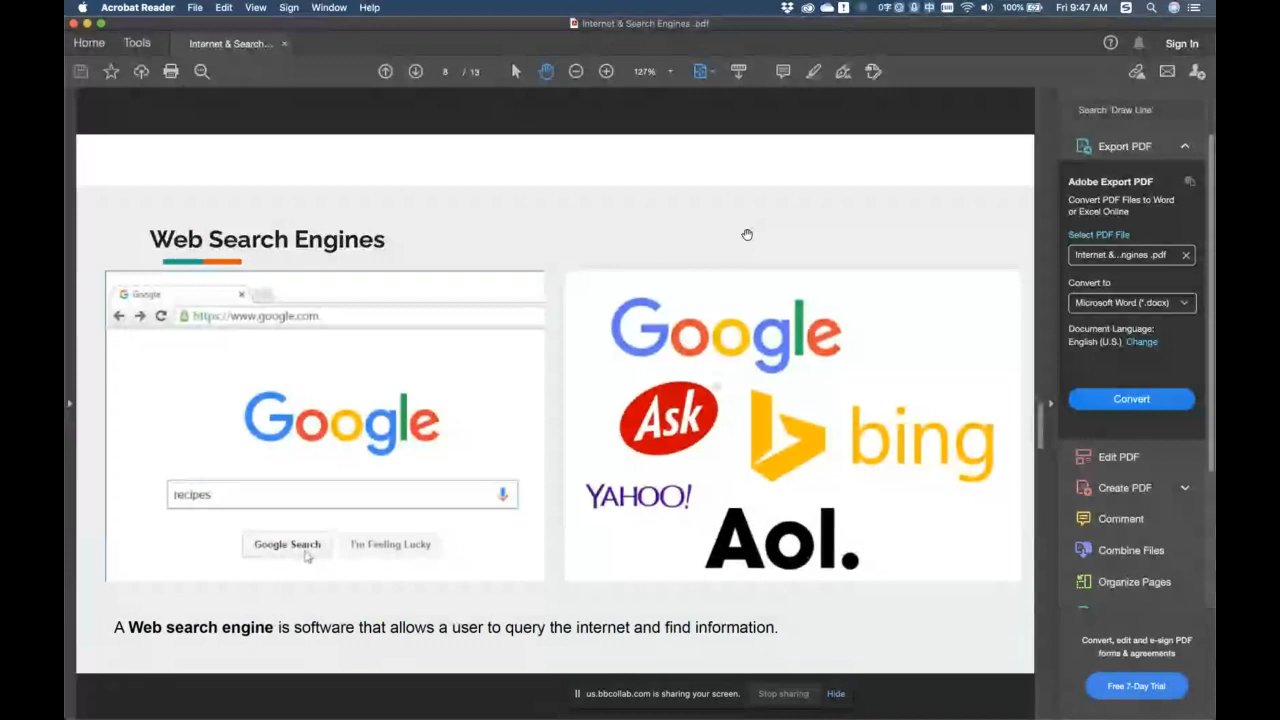 Acrobat Reader File Edit View Sign Window Help 100% Fri 9:47 AM
Internet & Search Engines .pdf
Home Tools Internet & Search... × Sign In
8 / 13 127%
Search 'Draw Line'
Export PDF
Adobe Export PDF
Convert PDF Files to Word
or Excel Online
Select PDF File
Internet &...ngines .pdf
Convert to
Microsoft Word (*.docx)
Document Language:
English (U.S.) Change
Convert
Edit PDF
Create PDF
Comment
Combine Files
Organize Pages
Convert, edit and e-sign PDF
forms & agreements
Free 7-Day Trial
Web Search Engines
Google
https://www.google.com
Google
recipes
Google Search I'm Feeling Lucky
Google
Ask
bing
YAHOO!
Aol.
A Web search engine is software that allows a user to query the internet and find information.
us.bbcollab.com is sharing your screen. Stop sharing Hide